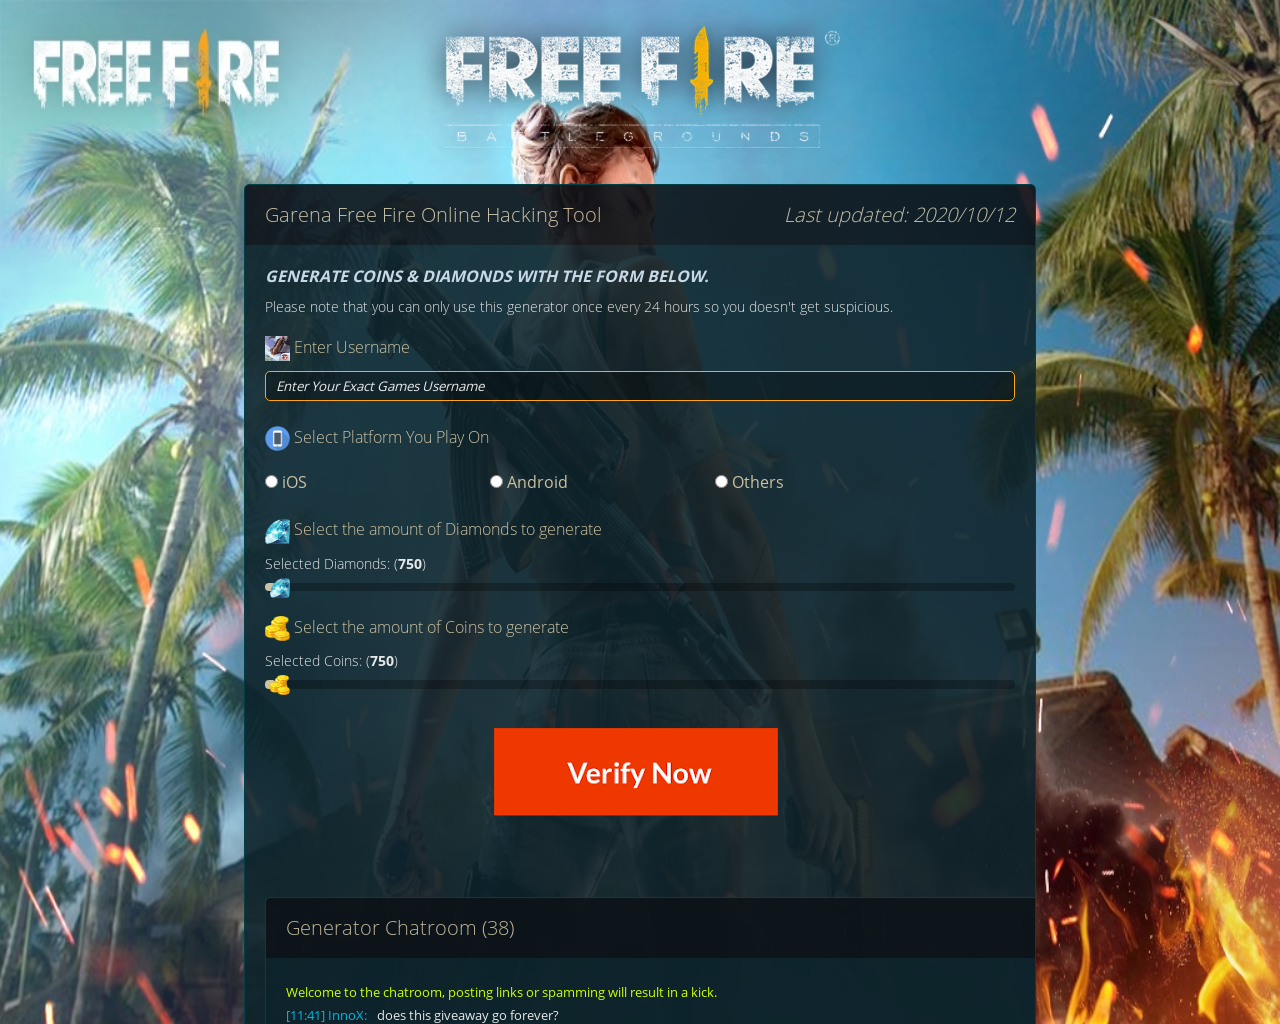 FREE FIRE
FREE FIRE ®
BATTLEGROUNDS
Garena Free Fire Online Hacking Tool
Last updated: 2020/10/12
GENERATE COINS & DIAMONDS WITH THE FORM BELOW.
Please note that you can only use this generator once every 24 hours so you doesn't get suspicious.
Enter Username
Enter Your Exact Games Username
Select Platform You Play On
iOS Android Others
Select the amount of Diamonds to generate
Selected Diamonds: (750)
Select the amount of Coins to generate
Selected Coins: (750)
Verify Now
Generator Chatroom (38)
Welcome to the chatroom, posting links or spamming will result in a kick.
[11:41] InnoX: does this giveaway go forever?